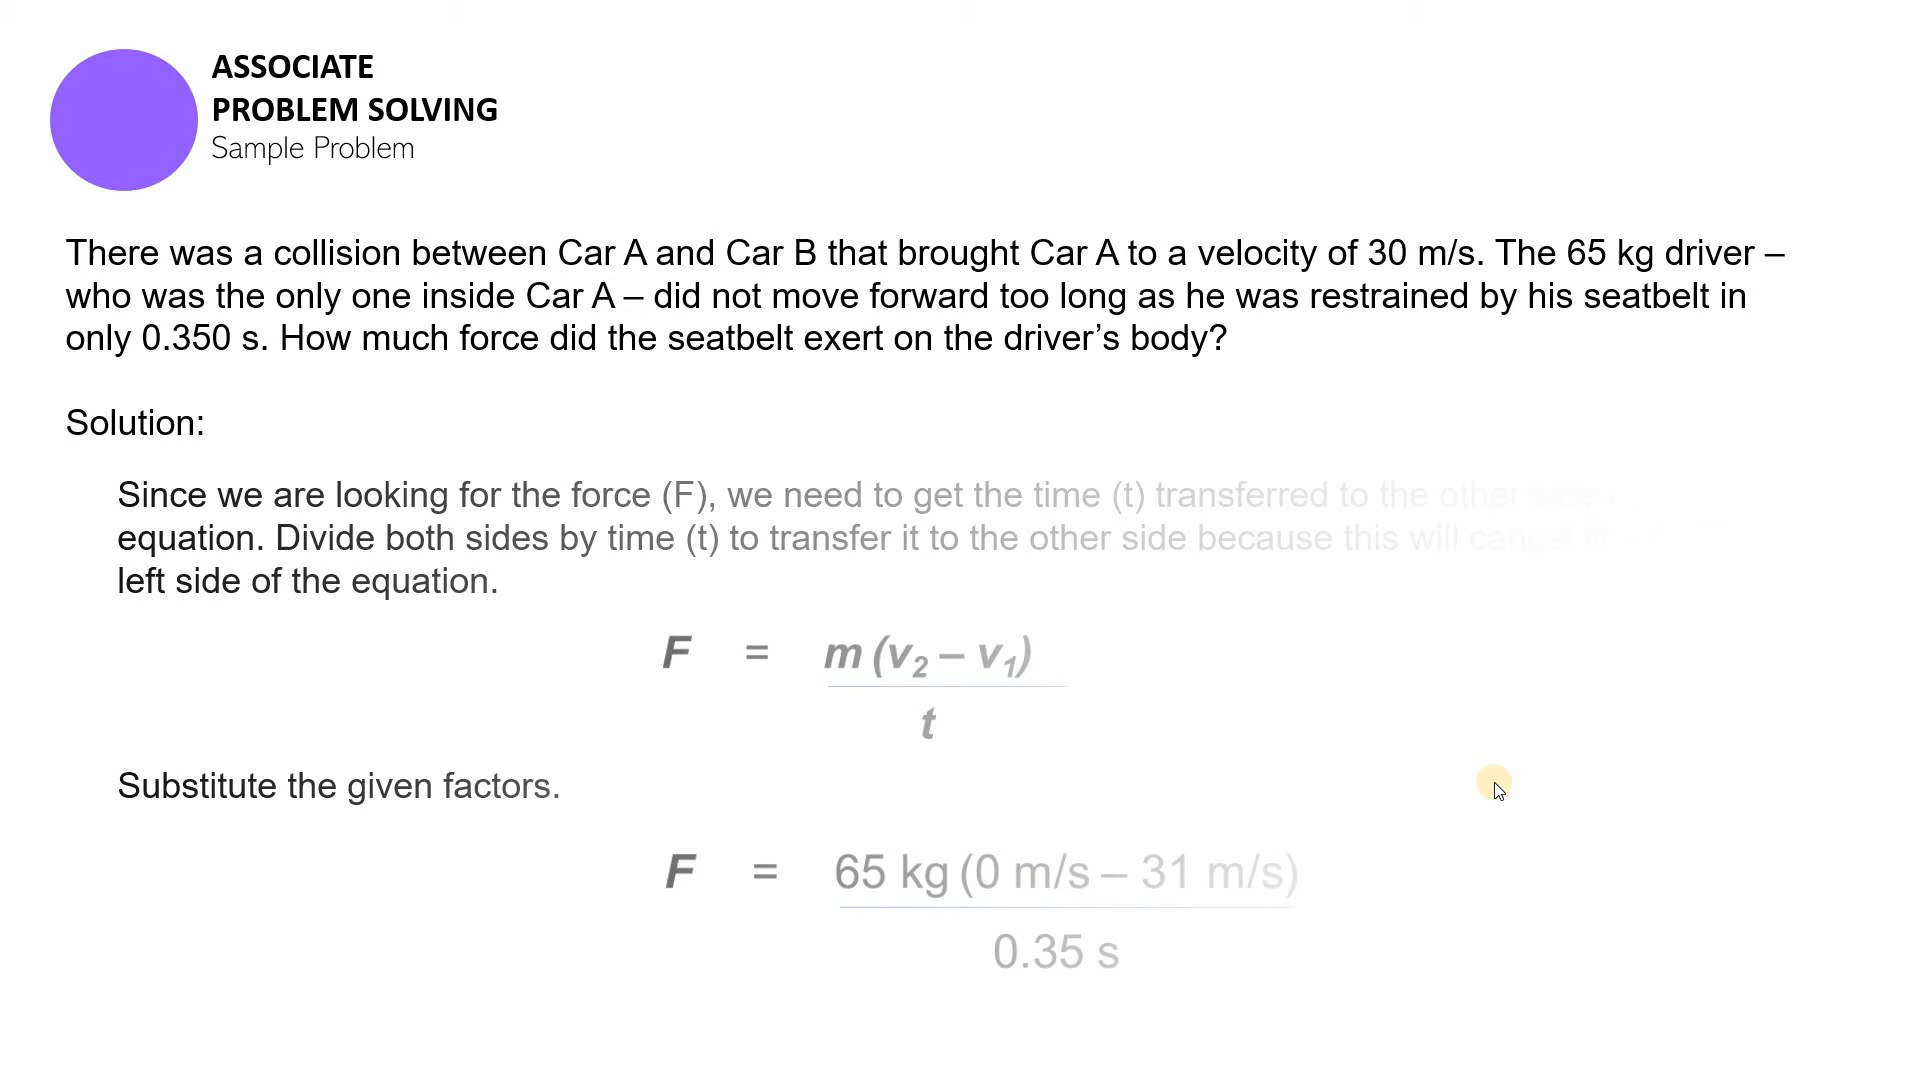 ASSOCIATE
PROBLEM SOLVING
Sample Problem
There was a collision between Car A and Car B that brought Car A to a velocity of 30 m/s. The 65 kg driver –
who was the only one inside Car A – did not move forward too long as he was restrained by his seatbelt in
only 0.350 s. How much force did the seatbelt exert on the driver’s body?
Solution:
Since we are looking for the force (F), we need to get the time (t) transferred to the other side
equation. Divide both sides by time (t) to transfer it to the other side because this will cancel
left side of the equation.
F = m (v₂ – v₁)
t
Substitute the given factors.
F = 65 kg (0 m/s – 31 m/s)
0.35 s